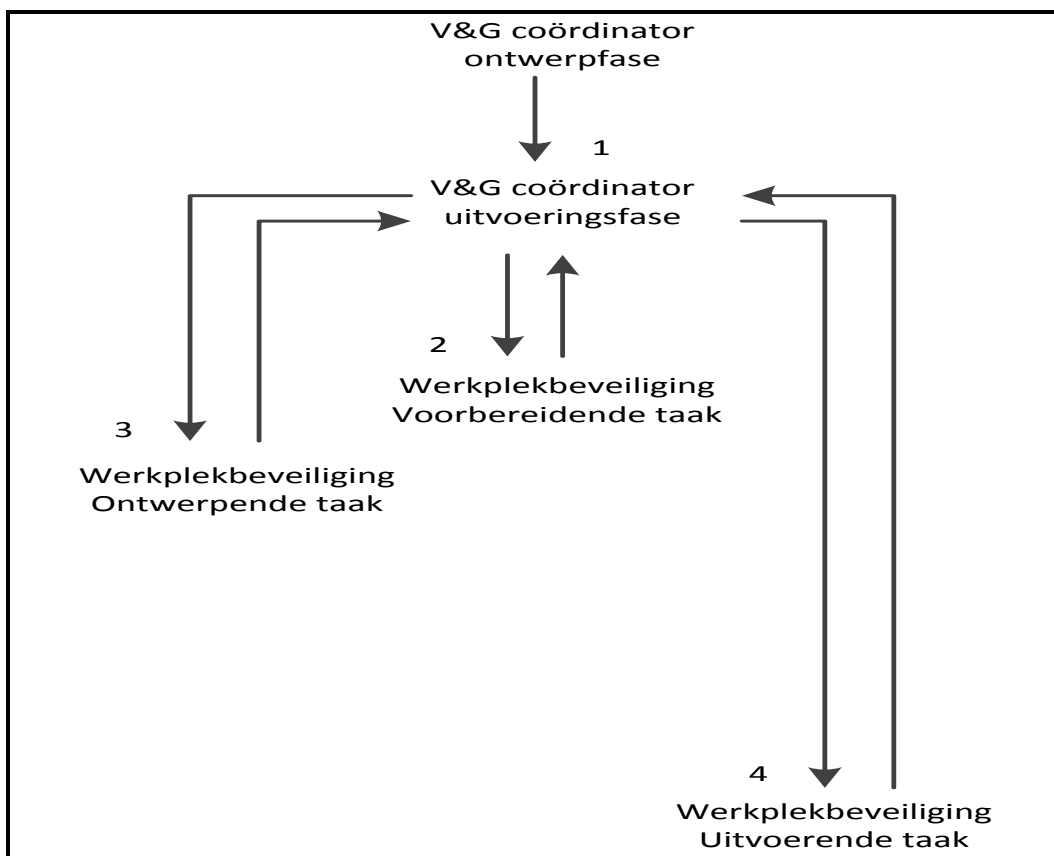 V&G coördinator
ontwerpfase
1
V&G coördinator
uitvoeringsfase
2
Werkplekbeveiliging
Voorbereidende taak
3
Werkplekbeveiliging
Ontwerpende taak
4
Werkplekbeveiliging
Uitvoerende taak